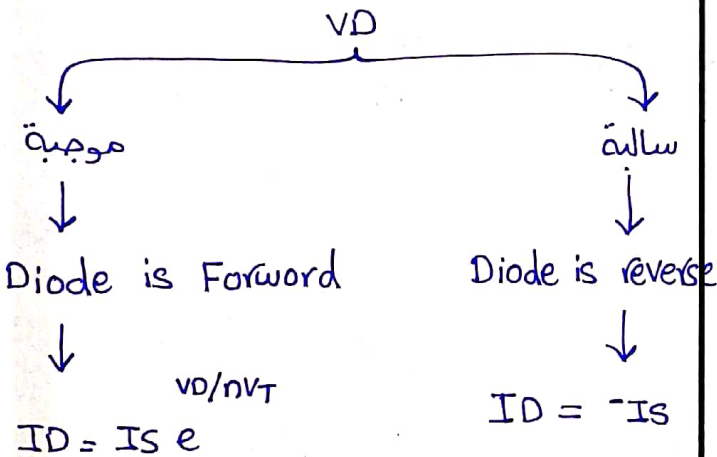 VD
موجبة
سالبة
Diode is Forword
Diode is reverse
ID = IS e^VD/nVT
ID = -IS